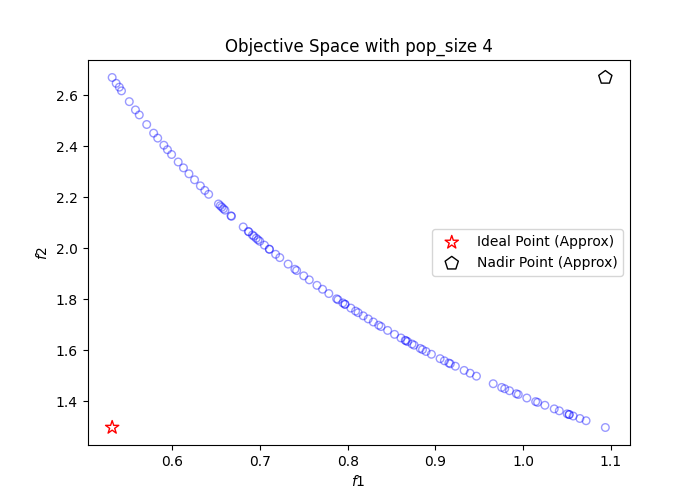 Objective Space with pop_size 4
f2
2.6
2.4
2.2
2.0
1.8
1.6
1.4
Ideal Point (Approx)
Nadir Point (Approx)
0.6 0.7 0.8 0.9 1.0 1.1
f1